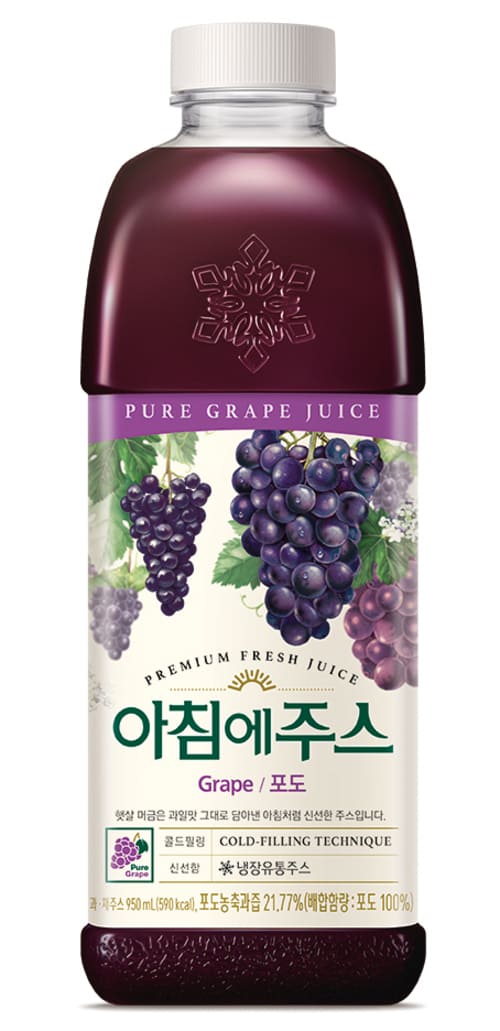 PURE GRAPE JUICE
PREMIUM FRESH JUICE
아침에주스
Grape / 포도
햇살 머금은 과일맛 그대로 담아낸 아침처럼 신선한 주스입니다.
Pure
Grape
콜드필링 COLD-FILLING TECHNIQUE
신선함 냉장유통주스
과·채주스 950 mL(590 kcal), 포도농축과즙 21.77%(배합함량:포도 100%)